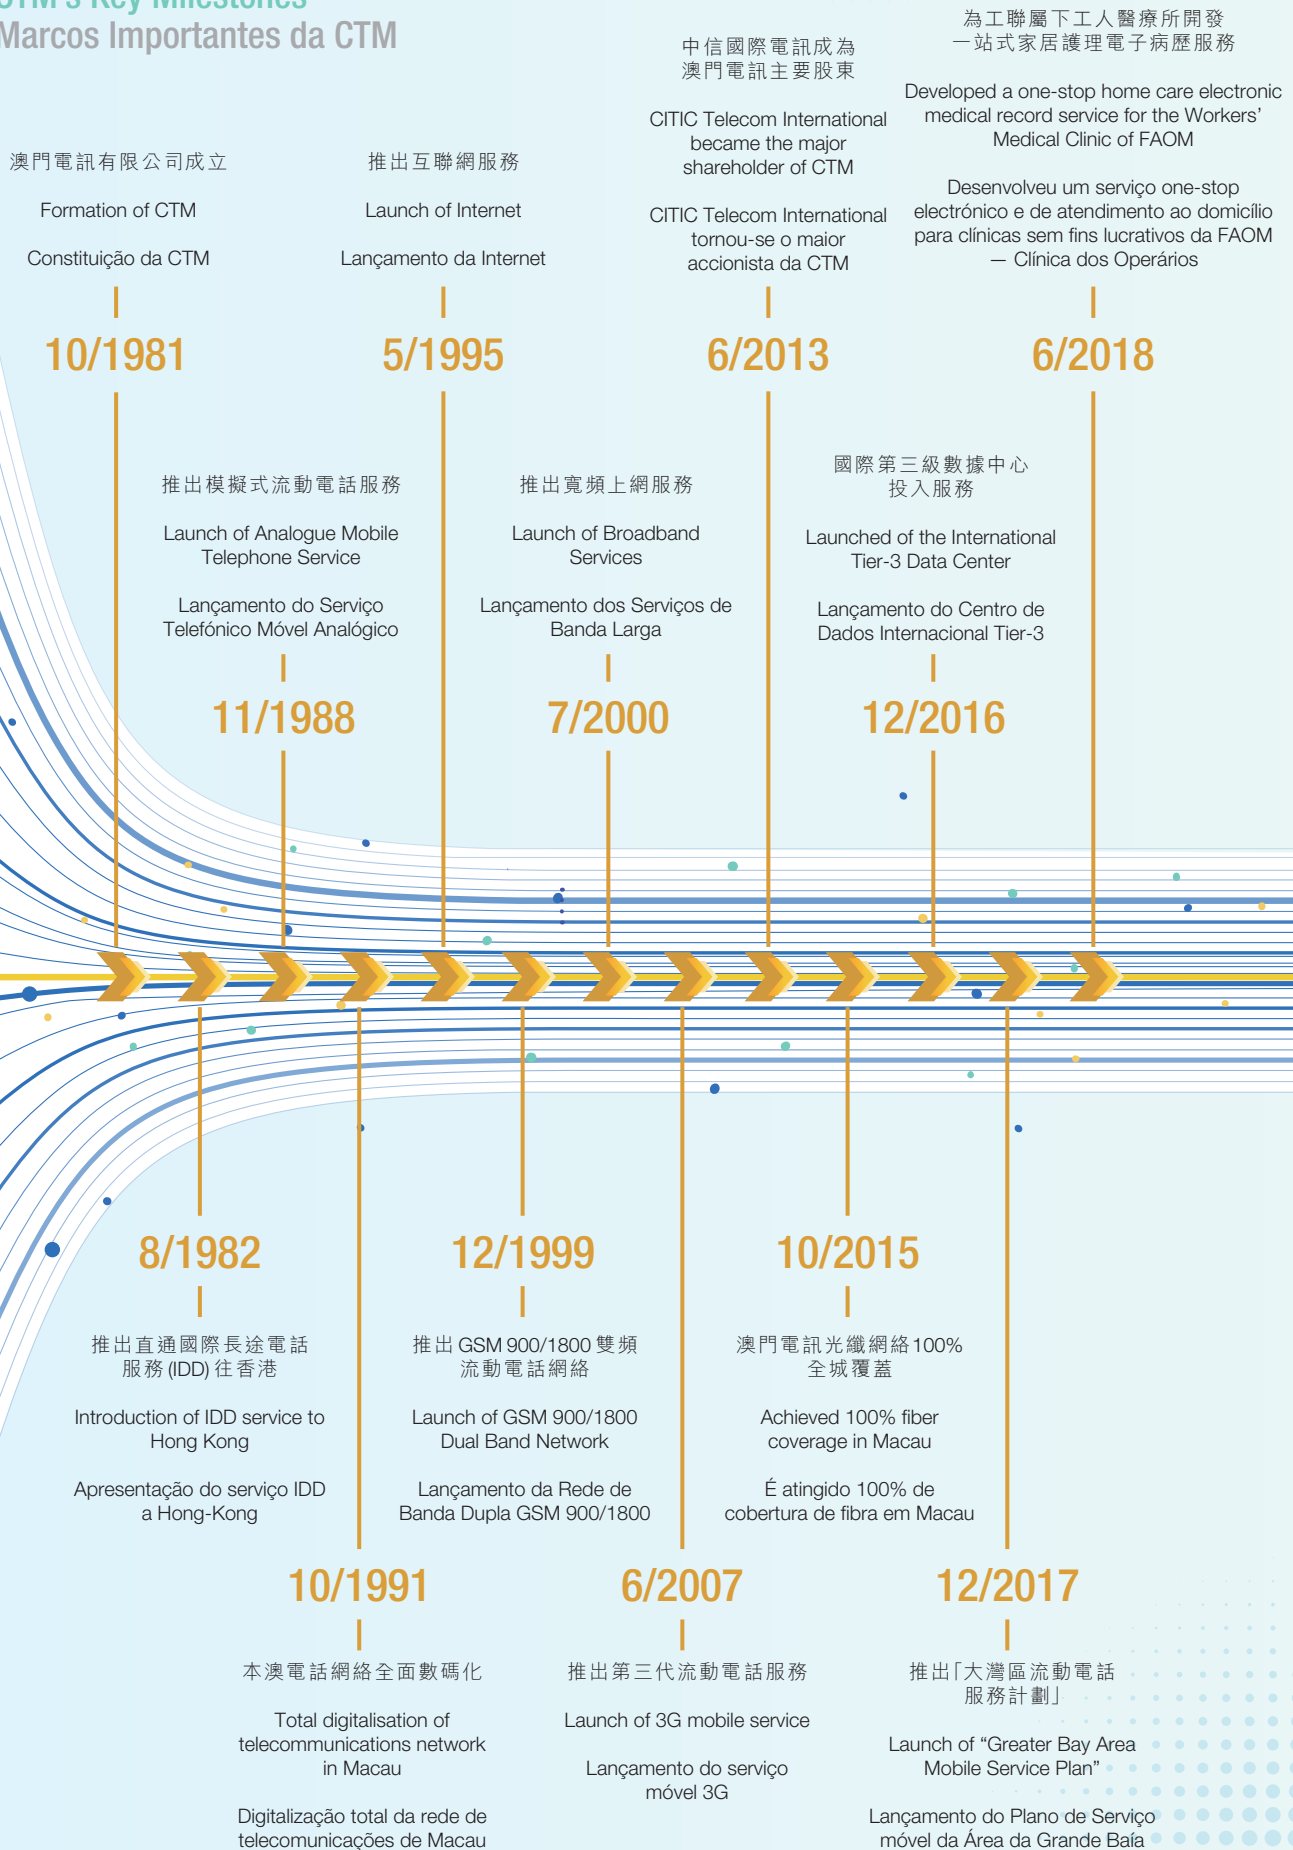 CTM's Key Milestones
Marcos Importantes da CTM
澳門電訊有限公司成立
Formation of CTM
Constituição da CTM
10/1981
推出互聯網服務
Launch of Internet
Lançamento da Internet
5/1995
中信國際電訊成為
澳門電訊主要股東
CITIC Telecom International
became the major
shareholder of CTM
CITIC Telecom International
tornou-se o maior
accionista da CTM
6/2013
為工聯屬下工人醫療所開發
一站式家居護理電子病歷服務
Developed a one-stop home care electronic
medical record service for the Workers’
Medical Clinic of FAOM
Desenvolveu um serviço one-stop
electrónico e de atendimento ao domicílio
para clínicas sem fins lucrativos da FAOM
— Clínica dos Operários
6/2018
推出模擬式流動電話服務
Launch of Analogue Mobile
Telephone Service
Lançamento do Serviço
Telefónico Móvel Analógico
11/1988
推出寬頻上網服務
Launch of Broadband
Services
Lançamento dos Serviços de
Banda Larga
7/2000
國際第三級數據中心
投入服務
Launched of the International
Tier-3 Data Center
Lançamento do Centro de
Dados Internacional Tier-3
12/2016
8/1982
推出直通國際長途電話
服務(IDD)往香港
Introduction of IDD service to
Hong Kong
Apresentação do serviço IDD
a Hong-Kong
12/1999
推出GSM 900/1800雙頻
流動電話網絡
Launch of GSM 900/1800
Dual Band Network
Lançamento da Rede de
Banda Dupla GSM 900/1800
10/2015
澳門電訊光纖網絡100%
全城覆蓋
Achieved 100% fiber
coverage in Macau
É atingido 100% de
cobertura de fibra em Macau
10/1991
本澳電話網絡全面數碼化
Total digitalisation of
telecommunications network
in Macau
Digitalização total da rede de
telecomunicações de Macau
6/2007
推出第三代流動電話服務
Launch of 3G mobile service
Lançamento do serviço
móvel 3G
12/2017
推出「大灣區流動電話
服務計劃」
Launch of “Greater Bay Area
Mobile Service Plan”
Lançamento do Plano de Serviço
móvel da Área da Grande Baía